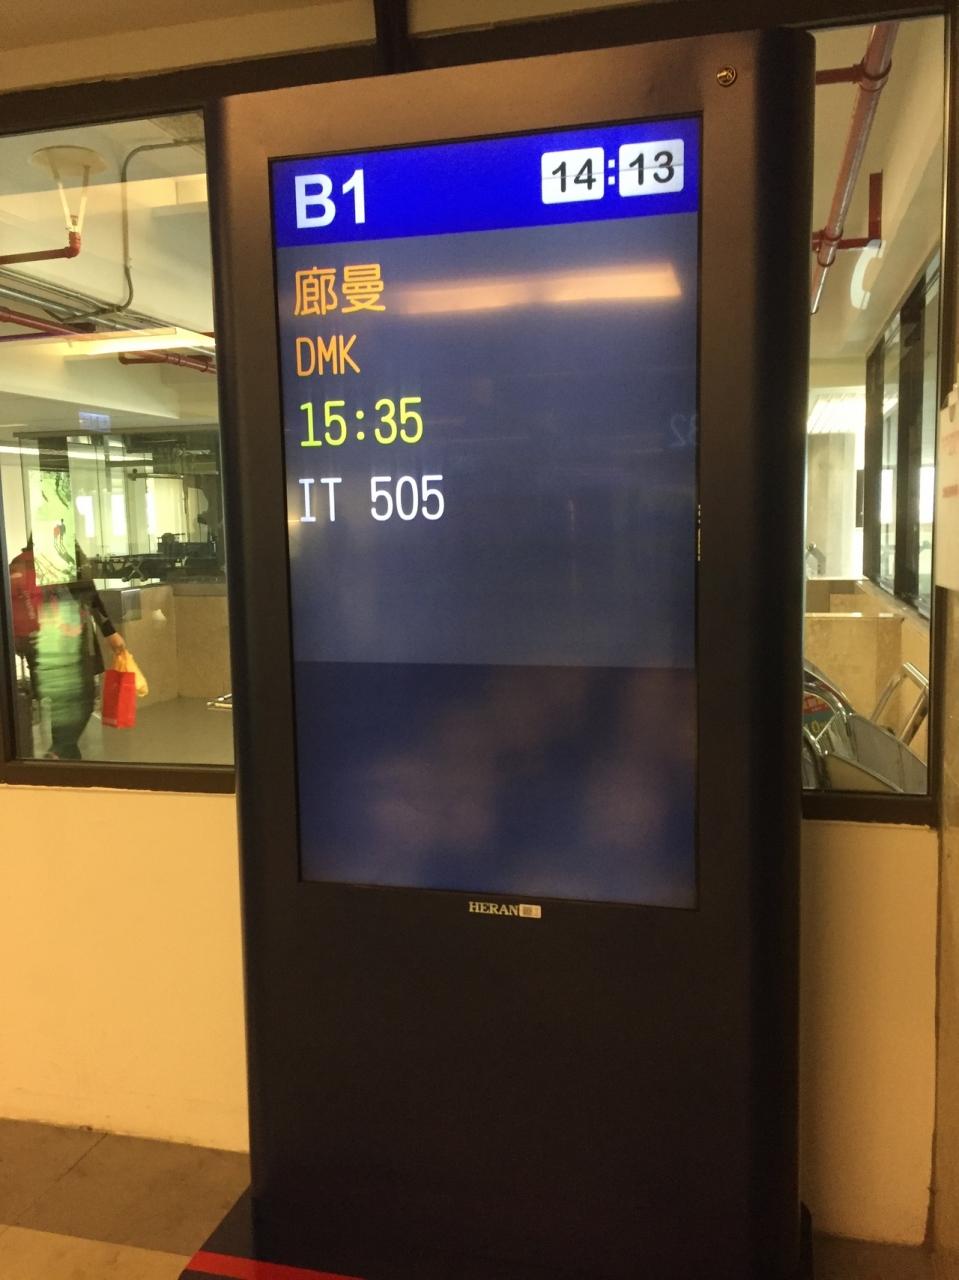 B1 14:13
廊曼
DMK
15:35
IT 505
HERAN